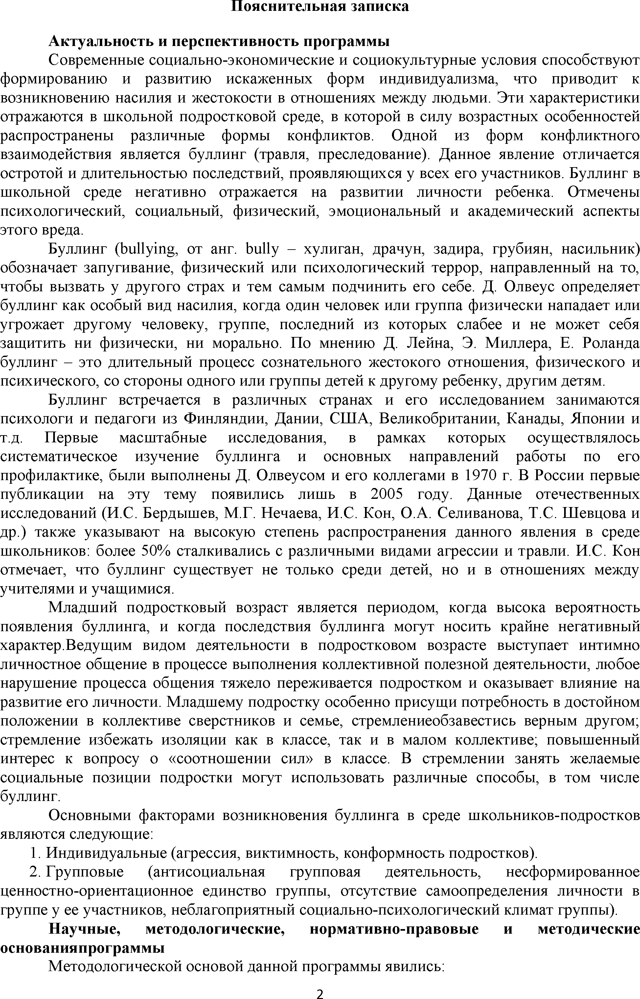 Пояснительная записка
Актуальность и перспективность программы
Современные социально-экономические и социокультурные условия способствуют
формированию и развитию искаженных форм индивидуализма, что приводит к
возникновению насилия и жестокости в отношениях между людьми. Эти характеристики
отражаются в школьной подростковой среде, в которой в силу возрастных особенностей
распространены различные формы конфликтов. Одной из форм конфликтного
взаимодействия является буллинг (травля, преследование). Данное явление отличается
остротой и длительностью последствий, проявляющихся у всех его участников. Буллинг в
школьной среде негативно отражается на развитии личности ребенка. Отмечены
психологический, социальный, физический, эмоциональный и академический аспекты
этого вреда.
Буллинг (bullying, от анг. bully – хулиган, драчун, задира, грубиян, насильник)
обозначает запугивание, физический или психологический террор, направленный на то,
чтобы вызвать у другого страх и тем самым подчинить его себе. Д. Олвеус определяет
буллинг как особый вид насилия, когда один человек или группа физически нападает или
угрожает другому человеку, группе, последний из которых слабее и не может себя
защитить ни физически, ни морально. По мнению Д. Лейна, Э. Миллера, Е. Роланда
буллинг – это длительный процесс сознательного жестокого отношения, физического и
психического, со стороны одного или группы детей к другому ребенку, другим детям.
Буллинг встречается в различных странах и его исследованием занимаются
психологи и педагоги из Финляндии, Дании, США, Великобритании, Канады, Японии и
т.д. Первые масштабные исследования, в рамках которых осуществлялось
систематическое изучение буллинга и основных направлений работы по его
профилактике, были выполнены Д. Олвеусом и его коллегами в 1970 г. В России первые
публикации на эту тему появились лишь в 2005 году. Данные отечественных
исследований (И.С. Бердышев, М.Г. Нечаева, И.С. Кон, О.А. Селиванова, Т.С. Шевцова и
др.) также указывают на высокую степень распространения данного явления в среде
школьников: более 50% сталкивались с различными видами агрессии и травли. И.С. Кон
отмечает, что буллинг существует не только среди детей, но и в отношениях между
учителями и учащимися.
Младший подростковый возраст является периодом, когда высока вероятность
появления буллинга, и когда последствия буллинга могут носить крайне негативный
характер.Ведущим видом деятельности в подростковом возрасте выступает интимно
личностное общение в процессе выполнения коллективной полезной деятельности, любое
нарушение процесса общения тяжело переживается подростком и оказывает влияние на
развитие его личности. Младшему подростку особенно присущи потребность в достойном
положении в коллективе сверстников и семье, стремлениеобзавестись верным другом;
стремление избежать изоляции как в классе, так и в малом коллективе; повышенный
интерес к вопросу о «соотношении сил» в классе. В стремлении занять желаемые
социальные позиции подростки могут использовать различные способы, в том числе
буллинг.
Основными факторами возникновения буллинга в среде школьников-подростков
являются следующие:
1. Индивидуальные (агрессия, виктимность, конформность подростков).
2. Групповые (антисоциальная групповая деятельность, несформированное
ценностно-ориентационное единство группы, отсутствие самоопределения личности в
группе у ее участников, неблагоприятный социально-психологический климат группы).
Научные, методологические, нормативно-правовые и методические
основанияпрограммы
Методологической основой данной программы явились:
2